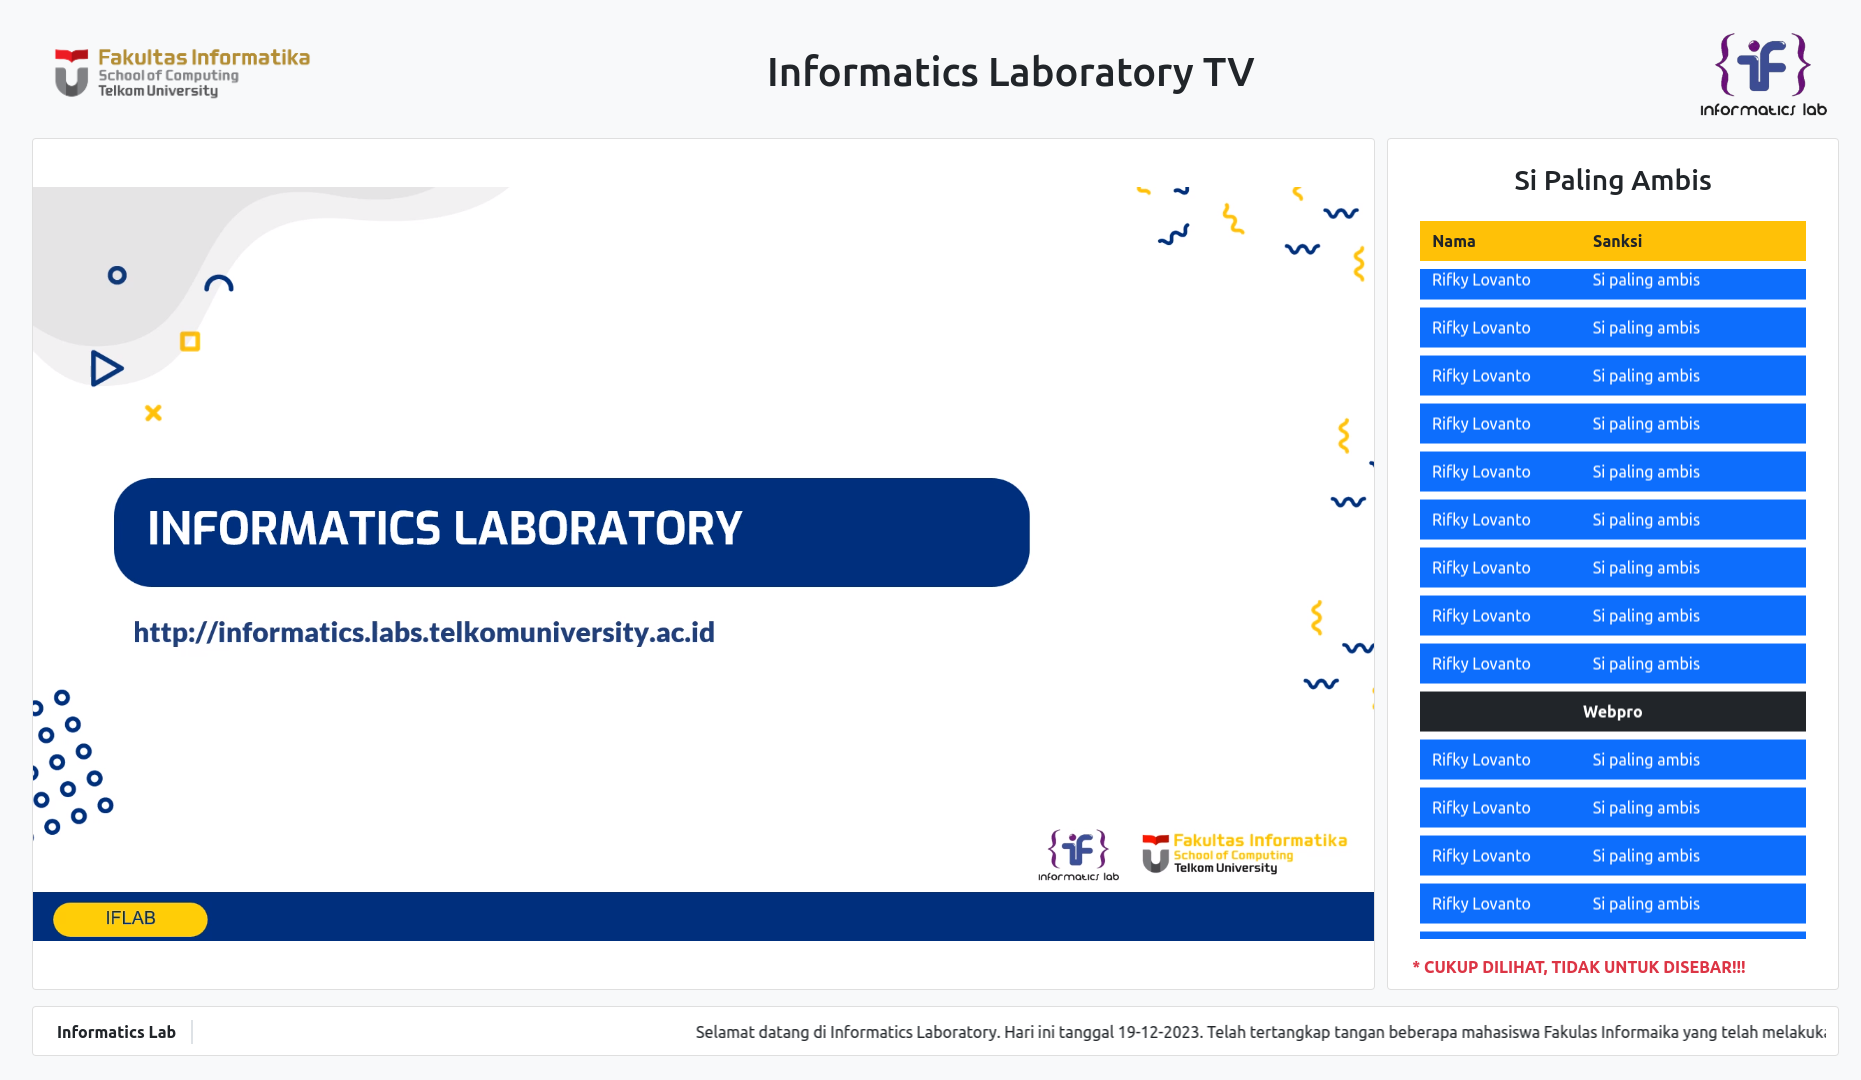 Fakultas Informatika
School of Computing
Telkom University
Informatics Laboratory TV
informatics lab
INFORMATICS LABORATORY
http://informatics.labs.telkomuniversity.ac.id
informatics lab
Fakultas Informatika
School of Computing
Telkom University
IFLAB
Si Paling Ambis
Nama Sanksi
Rifky Lovanto Si paling ambis
Rifky Lovanto Si paling ambis
Rifky Lovanto Si paling ambis
Rifky Lovanto Si paling ambis
Rifky Lovanto Si paling ambis
Rifky Lovanto Si paling ambis
Rifky Lovanto Si paling ambis
Rifky Lovanto Si paling ambis
Rifky Lovanto Si paling ambis
Webpro
Rifky Lovanto Si paling ambis
Rifky Lovanto Si paling ambis
Rifky Lovanto Si paling ambis
Rifky Lovanto Si paling ambis
* CUKUP DILIHAT, TIDAK UNTUK DISEBAR!!!
Informatics Lab
Selamat datang di Informatics Laboratory. Hari ini tanggal 19-12-2023. Telah tertangkap tangan beberapa mahasiswa Fakulas Informaika yang telah melakuka